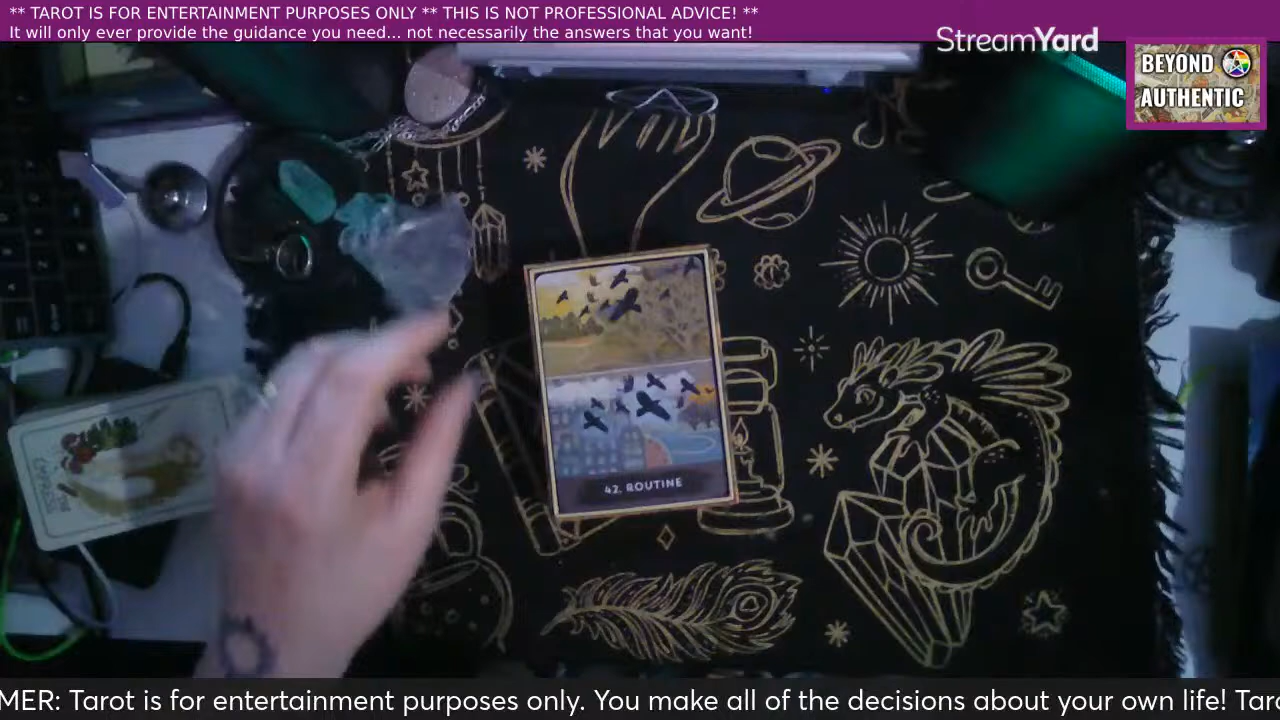 ** TAROT IS FOR ENTERTAINMENT PURPOSES ONLY ** THIS IS NOT PROFESSIONAL ADVICE! **
It will only ever provide the guidance you need... not necessarily the answers that you want!
StreamYard
BEYOND
AUTHENTIC
42. ROUTINE
MER: Tarot is for entertainment purposes only. You make all of the decisions about your own life! Taro